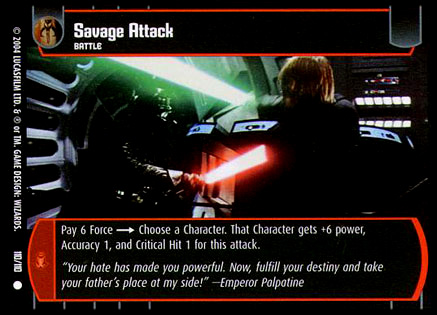 Savage Attack
BATTLE
© 2004 LUCASFILM LTD. & ® or TM. GAME DESIGN: WIZARDS.
Pay 6 Force → Choose a Character. That Character gets +6 power,
Accuracy 1, and Critical Hit 1 for this attack.
“Your hate has made you powerful. Now, fulfill your destiny and take
your father’s place at my side!” –Emperor Palpatine